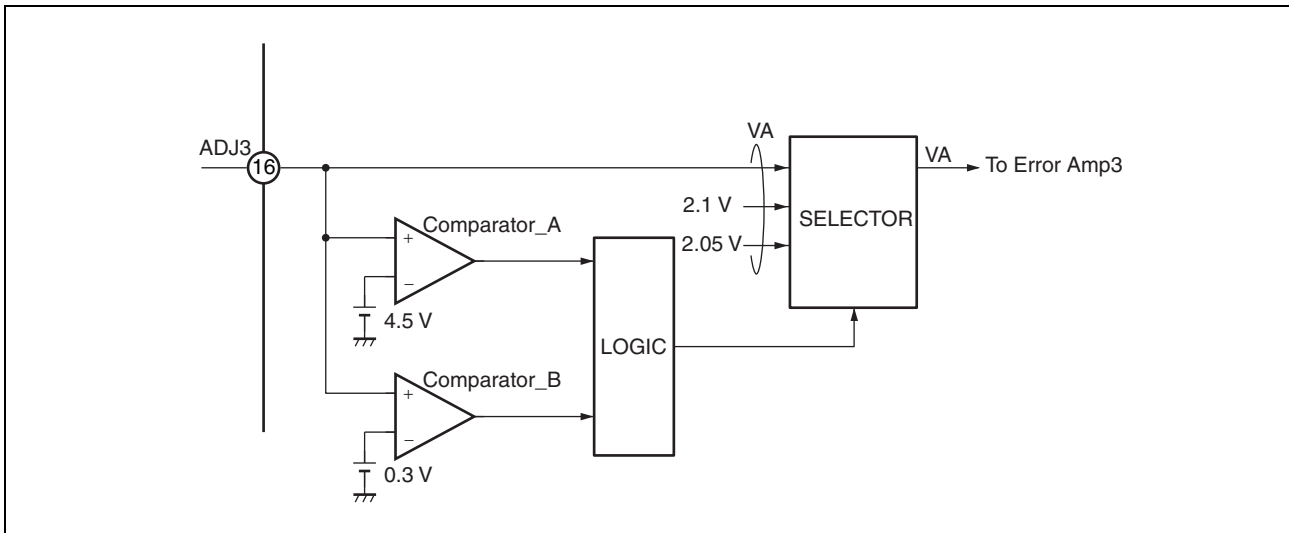 VA
ADJ3
16
VA
To Error Amp3
2.1 V
SELECTOR
Comparator_A
2.05 V
+
−
4.5 V
LOGIC
Comparator_B
+
−
0.3 V